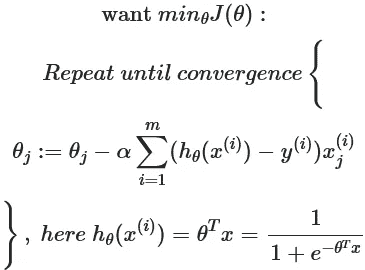 want $min_{\theta} J(\theta)$ :
$Repeat\ until\ convergence$ {
$\theta_j := \theta_j - \alpha \sum_{i=1}^{m} (h_{\theta}(x^{(i)}) - y^{(i)}) x_j^{(i)}$
} $,\ here\ h_{\theta}(x^{(i)}) = \theta^T x = \frac{1}{1 + e^{-\theta^T x}}$